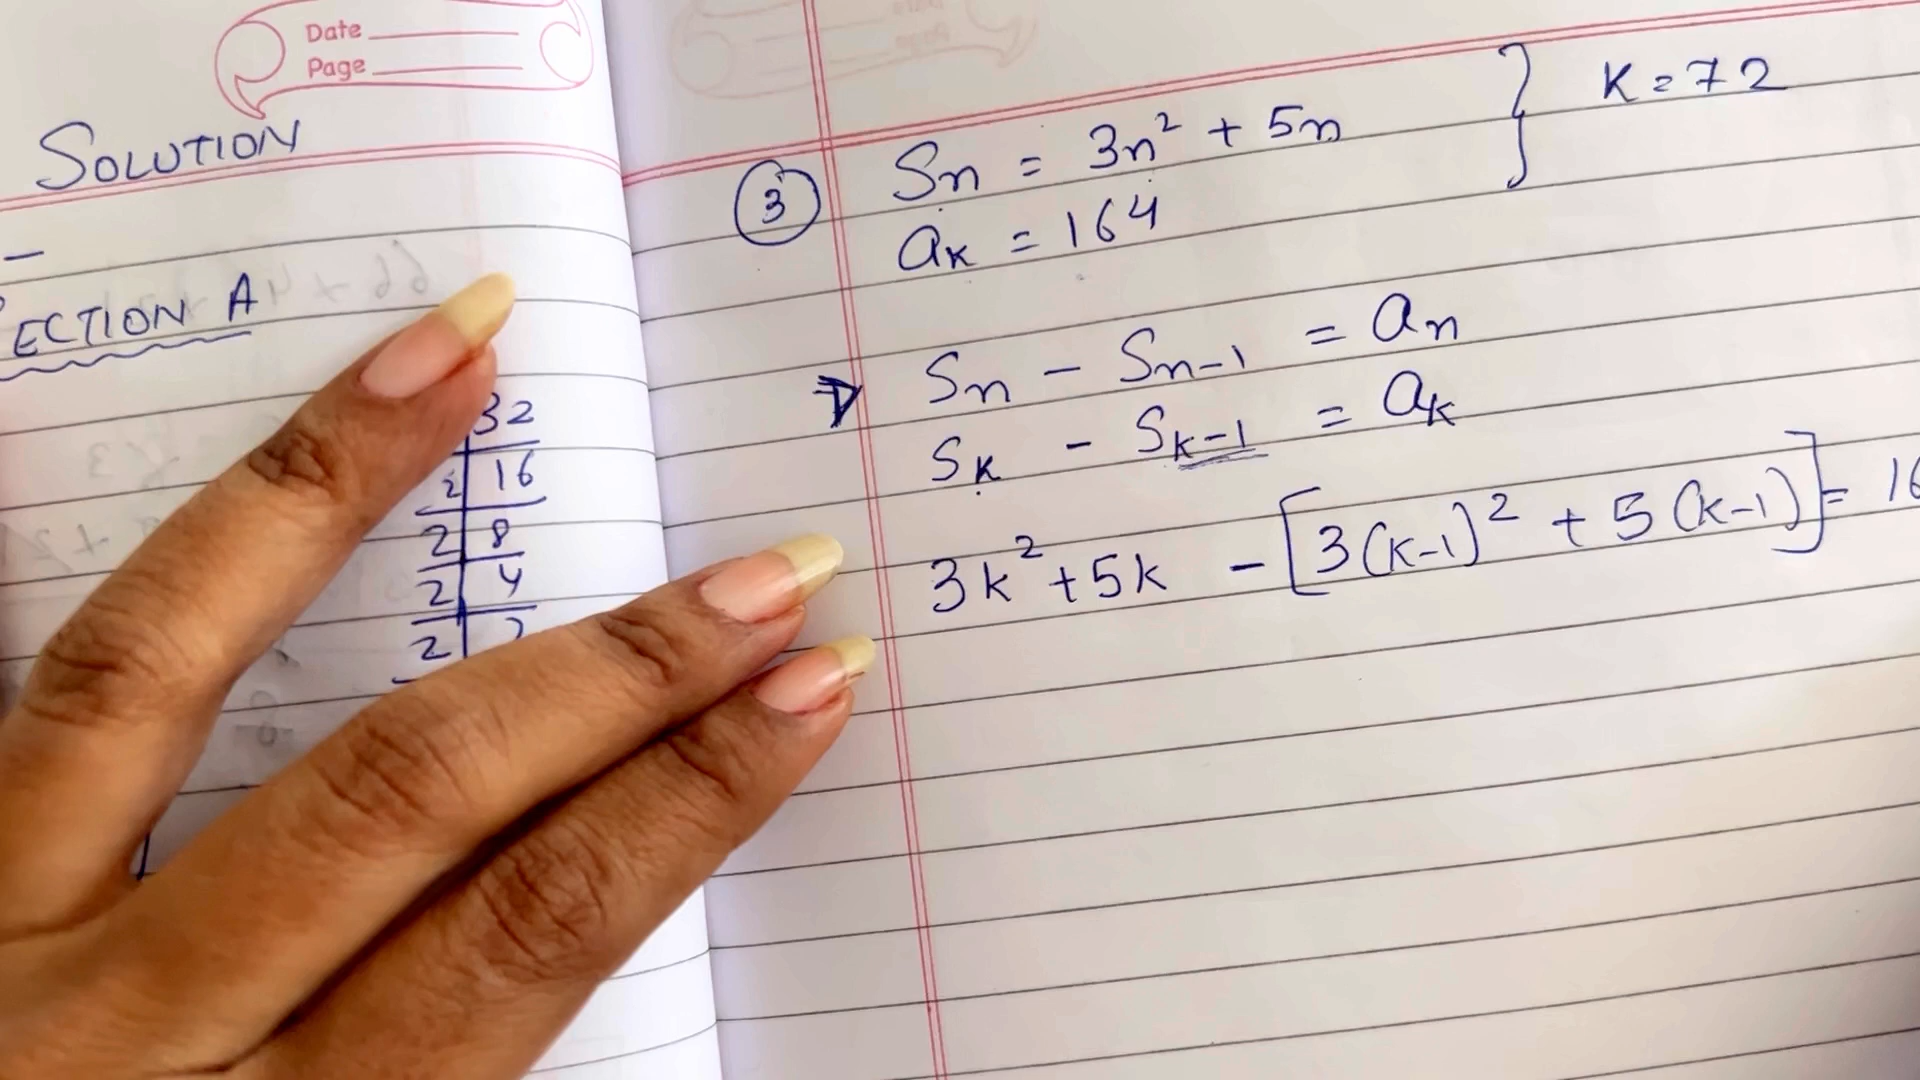 Date
Page
SOLUTION
ECTION A
32
2 16
2 8
2 4
2 2
K = 72
3 Sn = 3n² + 5n
ak = 164
Sn - Sn-1 = an
Sk - Sk-1 = ak
3k² + 5k - [3(k-1)² + 5(k-1)] = 16